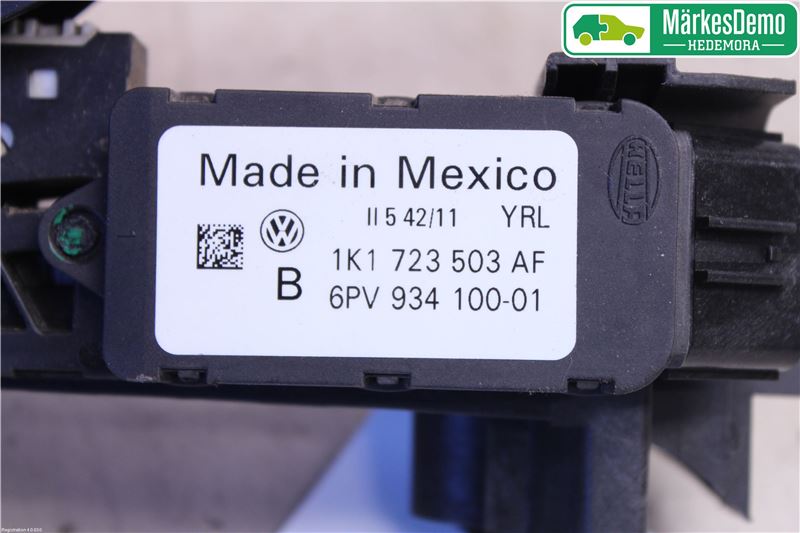 MärkesDemo
HEDEMORA
HELLA
Made in Mexico
II 5 42/11 YRL
1K1 723 503 AF
B 6PV 934 100-01